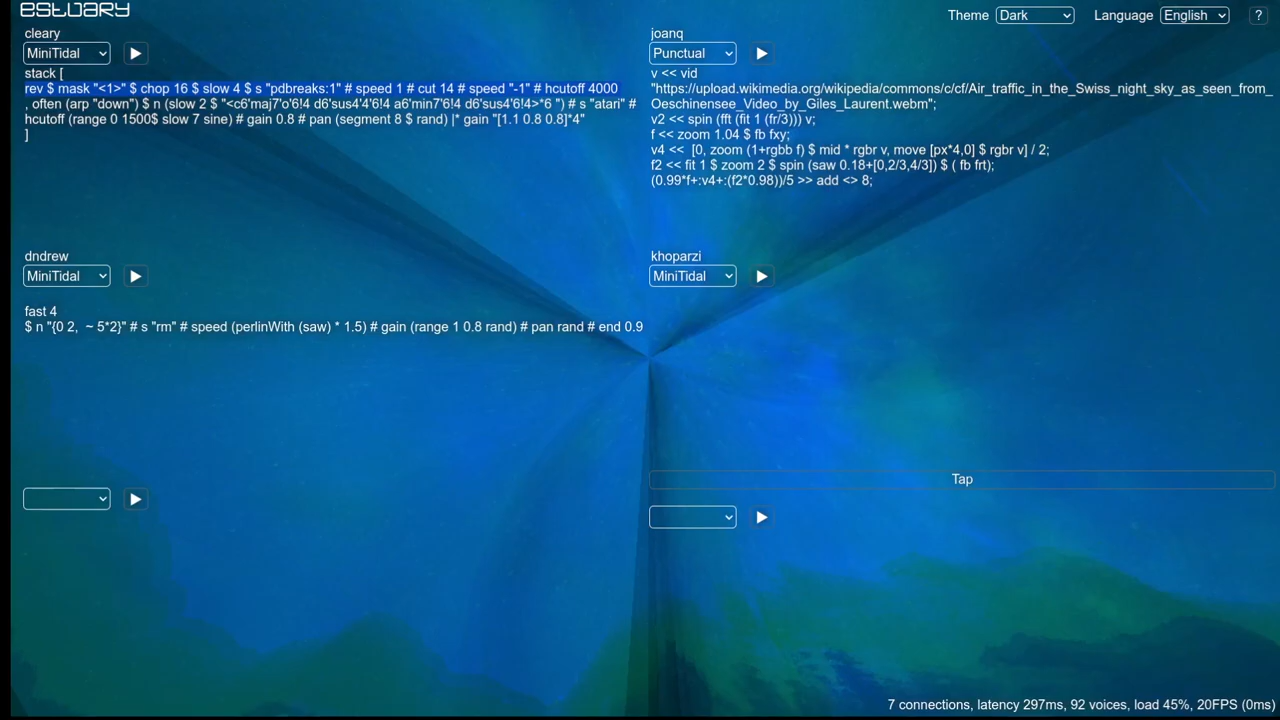 estuary
Theme Dark Language English ?
cleary
MiniTidal
stack [
rev $ mask "<1>" $ chop 16 $ slow 4 $ s "pdbreaks:1" # speed 1 # cut 14 # speed "-1" # hcutoff 4000
, often (arp "down") $ n (slow 2 $ "<c6'maj7'o'6!4 d6'sus4'4'6!4 a6'min7'6!4 d6'sus4'6!4>*6 ") # s "atari" #
hcutoff (range 0 1500$ slow 7 sine) # gain 0.8 # pan (segment 8 $ rand) |* gain "[1.1 0.8 0.8]*4"
]
joanq
Punctual
v << vid
"https://upload.wikimedia.org/wikipedia/commons/c/cf/Air_traffic_in_the_Swiss_night_sky_as_seen_from_
Oeschinensee_Video_by_Giles_Laurent.webm";
v2 << spin (fft (fit 1 (fr/3))) v;
f << zoom 1.04 $ fb fxy;
v4 <<  [0, zoom (1+rgbb f) $ mid * rgbr v, move [px*4,0] $ rgbr v] / 2;
f2 << fit 1 $ zoom 2 $ spin (saw 0.18+[0,2/3,4/3]) $ ( fb frt);
(0.99*f+:v4+:(f2*0.98))/5 >> add <> 8;
dndrew
MiniTidal
fast 4
$ n "{0 2,  ~ 5*2}" # s "rm" # speed (perlinWith (saw) * 1.5) # gain (range 1 0.8 rand) # pan rand # end 0.9
khoparzi
MiniTidal
Tap
7 connections, latency 297ms, 92 voices, load 45%, 20FPS (0ms)